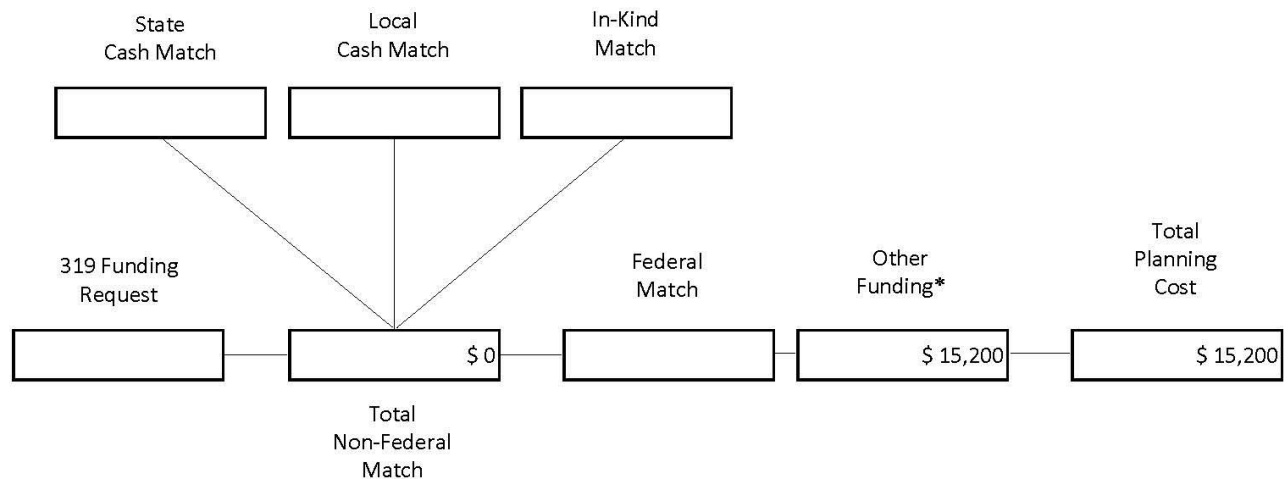 State
Cash Match
Local
Cash Match
In-Kind
Match
319 Funding
Request
Federal
Match
Other
Funding*
Total
Planning
Cost
$ 0
$ 15,200
$ 15,200
Total
Non-Federal
Match